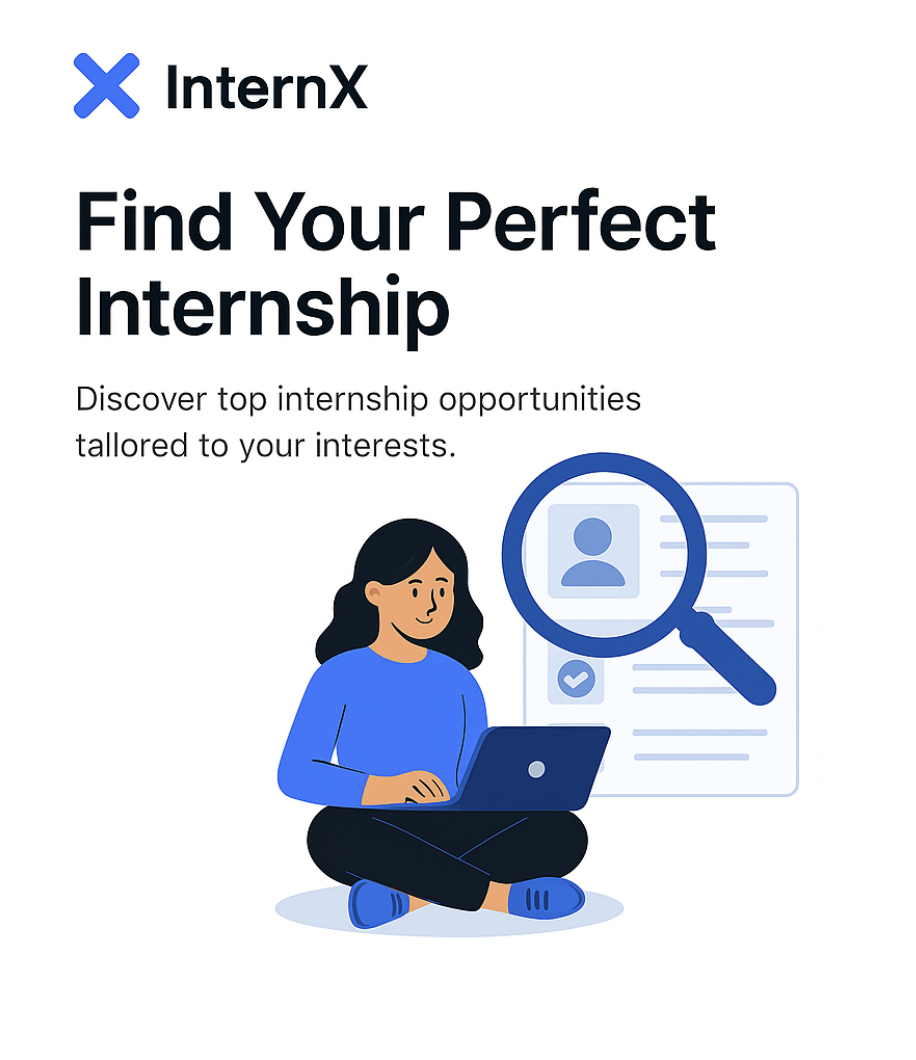 InternX
Find Your Perfect
Internship
Discover top internship opportunities
tallored to your interests.